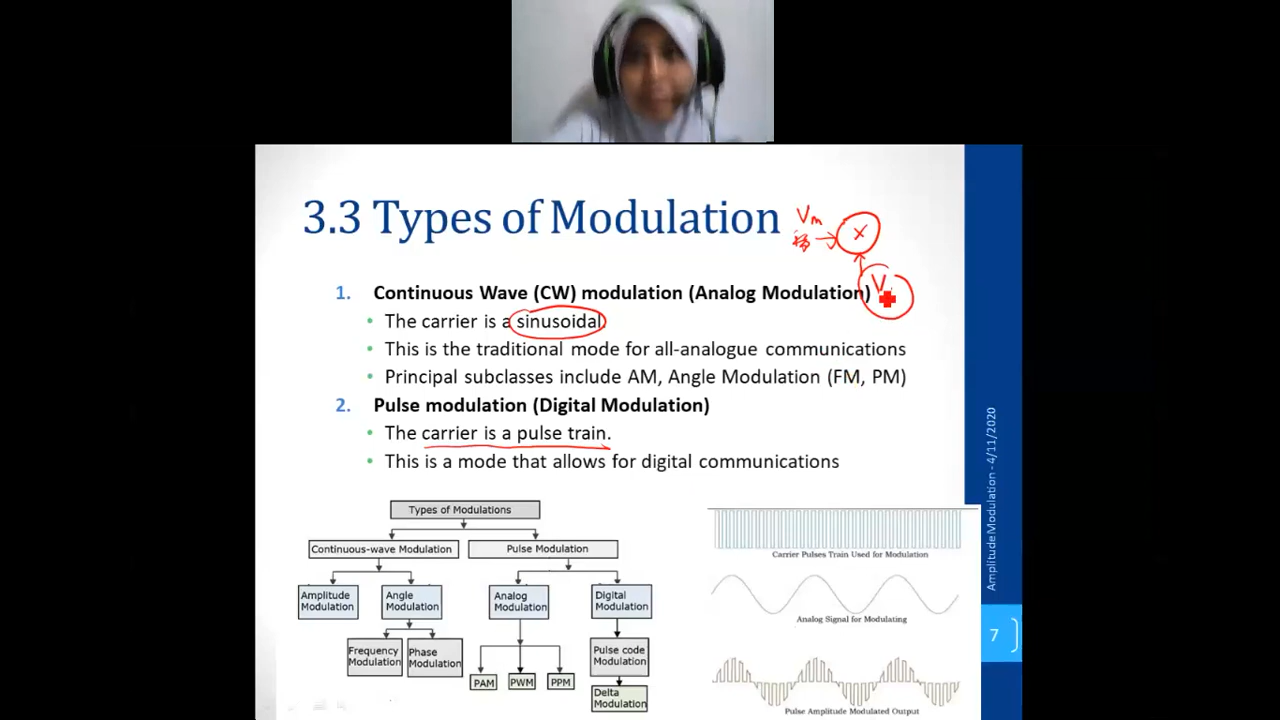 3.3 Types of Modulation
Vm
x
V
1. Continuous Wave (CW) modulation (Analog Modulation)
• The carrier is a sinusoidal.
• This is the traditional mode for all-analogue communications
• Principal subclasses include AM, Angle Modulation (FM, PM)
2. Pulse modulation (Digital Modulation)
• The carrier is a pulse train.
• This is a mode that allows for digital communications
Types of Modulations
Continuous-wave Modulation
Pulse Modulation
Amplitude
Modulation
Angle
Modulation
Analog
Modulation
Digital
Modulation
Frequency
Modulation
Phase
Modulation
Pulse code
Modulation
PAM
PWM
PPM
Delta
Modulation
Carrier Pulses Train Used for Modulation
Analog Signal for Modulating
Pulse Amplitude Modulated Output
Amplitude Modulation - 4/11/2020
7